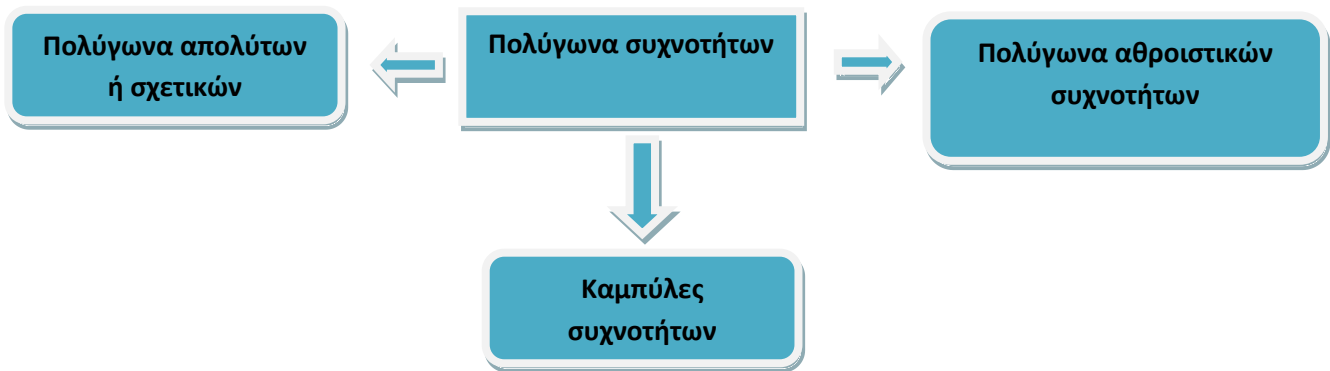 Πολύγωνα απολύτων
ή σχετικών
Πολύγωνα συχνοτήτων
Πολύγωνα αθροιστικών
συχνοτήτων
Καμπύλες
συχνοτήτων